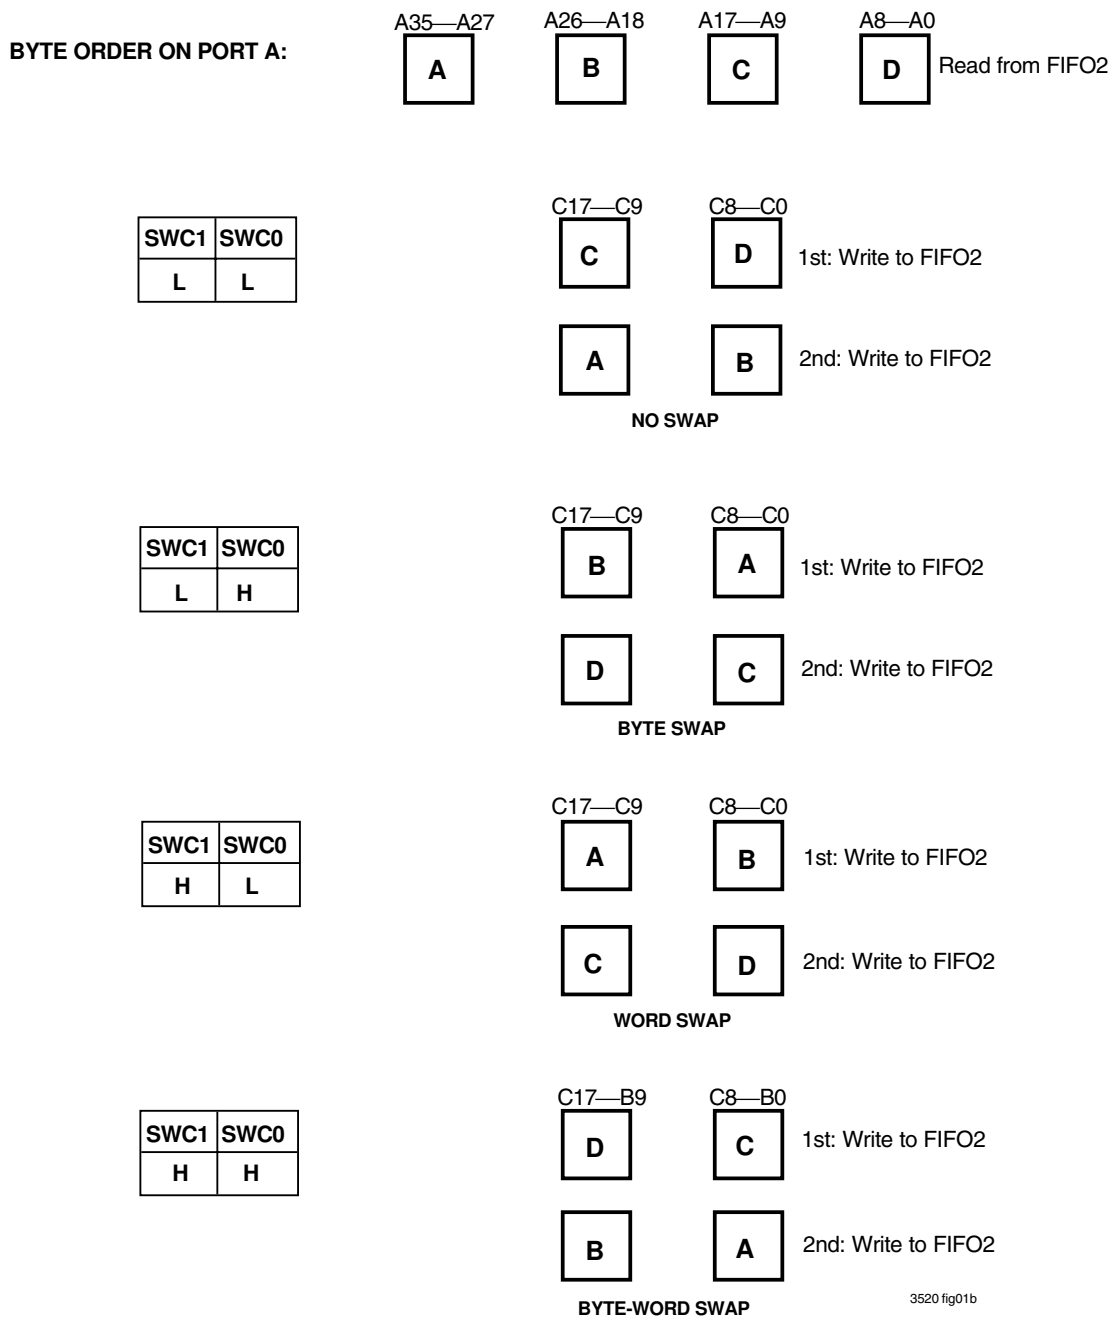 A35—A27 A26—A18 A17—A9 A8—A0
BYTE ORDER ON PORT A:
A B C D Read from FIFO2
C17—C9 C8—C0
SWC1 SWC0
L L
C D 1st: Write to FIFO2
A B 2nd: Write to FIFO2
NO SWAP
C17—C9 C8—C0
SWC1 SWC0
L H
B A 1st: Write to FIFO2
D C 2nd: Write to FIFO2
BYTE SWAP
C17—C9 C8—C0
SWC1 SWC0
H L
A B 1st: Write to FIFO2
C D 2nd: Write to FIFO2
WORD SWAP
C17—B9 C8—B0
SWC1 SWC0
H H
D C 1st: Write to FIFO2
B A 2nd: Write to FIFO2
3520 fig01b
BYTE-WORD SWAP